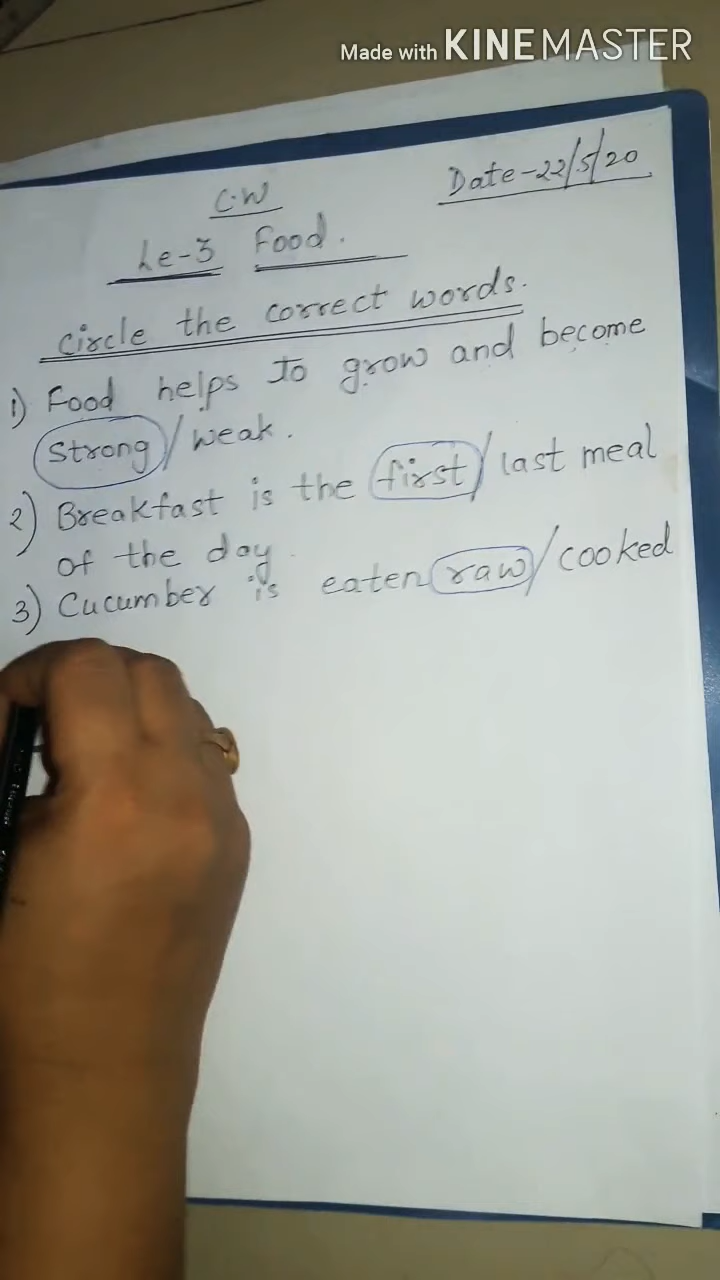 Made with KINEMASTER
C.W
Date-22/5/20
Le-3 Food.
Circle the correct words.
1) Food helps to grow and become
Strong / weak.
2) Breakfast is the first / last meal
of the day.
3) Cucumber is eaten raw / cooked